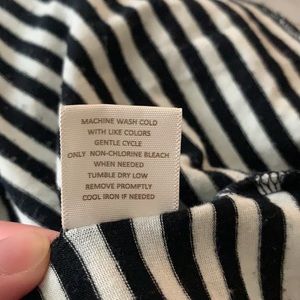 MACHINE WASH COLD
WITH LIKE COLORS
GENTLE CYCLE
ONLY NON-CHLORINE BLEACH
WHEN NEEDED
TUMBLE DRY LOW
REMOVE PROMPTLY
COOL IRON IF NEEDED